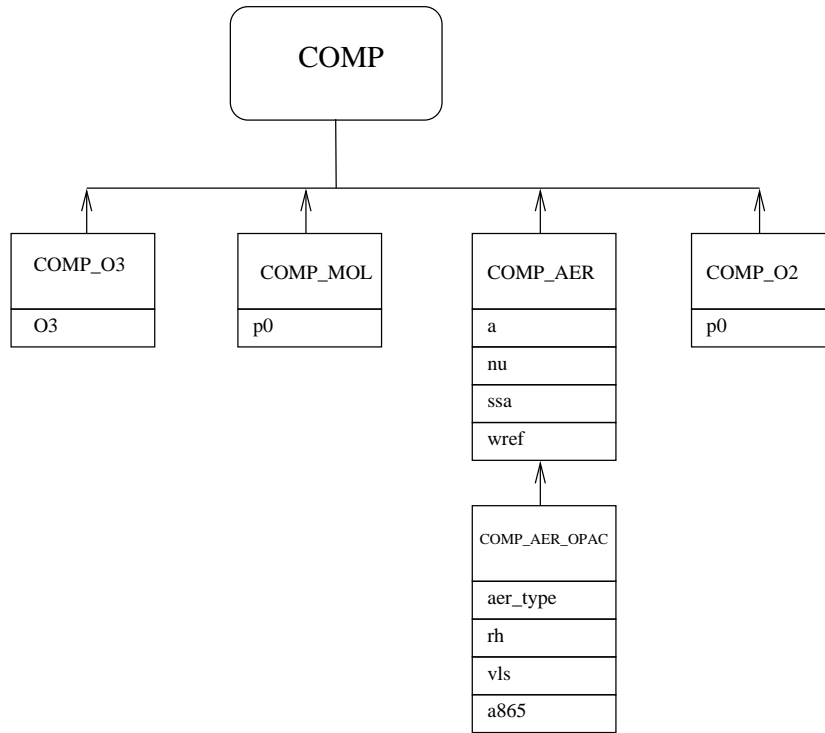 COMP
COMP_O3
O3
COMP_MOL
p0
COMP_AER
a
nu
ssa
wref
COMP_O2
p0
COMP_AER_OPAC
aer_type
rh
vls
a865